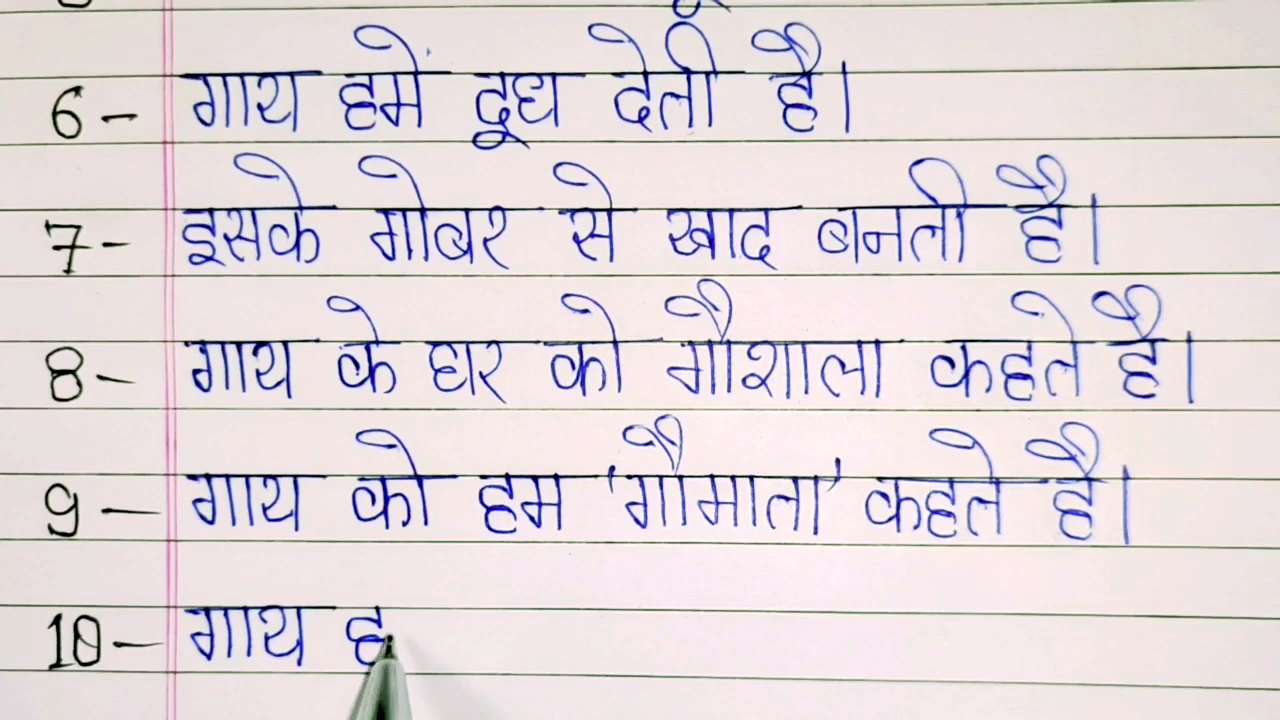 6- गाय हमें दूध देती है।
7- इसके गोबर से खाद बनती है।
8- गाय के घर को गौशाला कहते है।
9- गाय को हम 'गौमाता' कहते है।
10- गाय ह